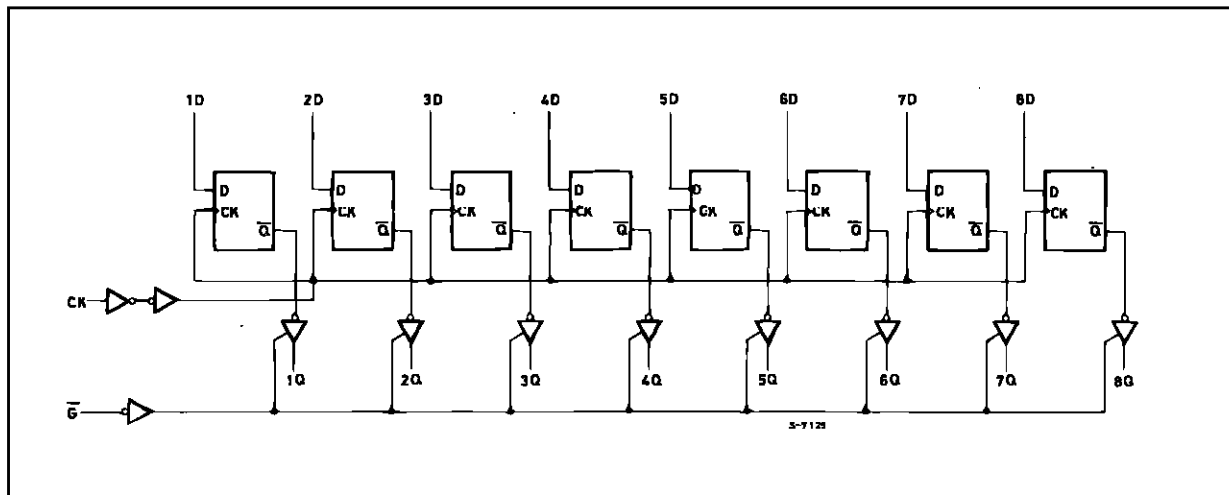 1D 2D 3D 4D 5D 6D 7D 8D
D D D D D D D D
CK CK CK CK CK CK CK CK
Q̅ Q̅ Q̅ Q̅ Q̅ Q̅ Q̅ Q̅
CK
1Q 2Q 3Q 4Q 5Q 6Q 7Q 8Q
G̅
S-7129